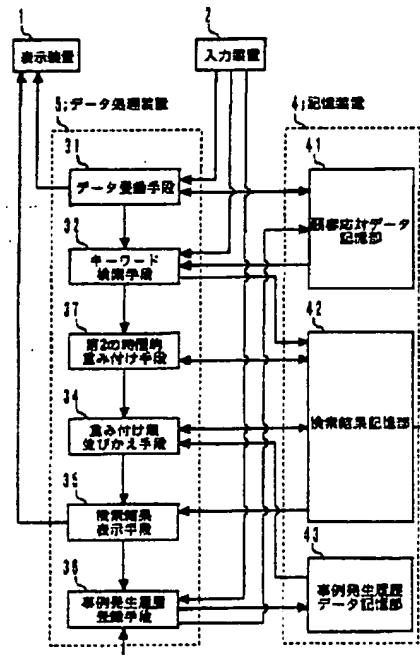 1
表示装置
2
入力装置
5;データ処理装置
31
データ登録手段
32
キーワード
検索手段
37
第2の時間的
重み付け手段
34
重み付け順
並びかえ手段
35
検索結果
表示手段
36
事例発生履歴
登録手段
4;記憶装置
41
顧客応対データ
記憶部
42
検索結果記憶部
43
事例発生履歴
データ記憶部